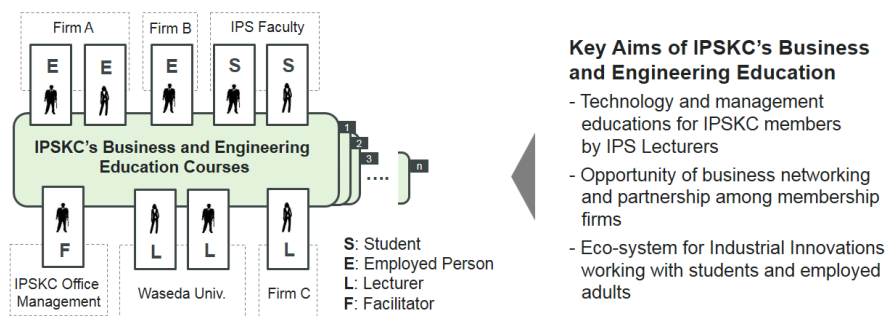 Firm A
Firm B
IPS Faculty
E
E
E
S
S
IPSKC's Business and Engineering
Education Courses
1
2
3
....
n
F
L
L
L
IPSKC Office
Management
Waseda Univ.
Firm C
S: Student
E: Employed Person
L: Lecturer
F: Facilitator
Key Aims of IPSKC's Business
and Engineering Education
- Technology and management
educations for IPSKC members
by IPS Lecturers
- Opportunity of business networking
and partnership among membership
firms
- Eco-system for Industrial Innovations
working with students and employed
adults